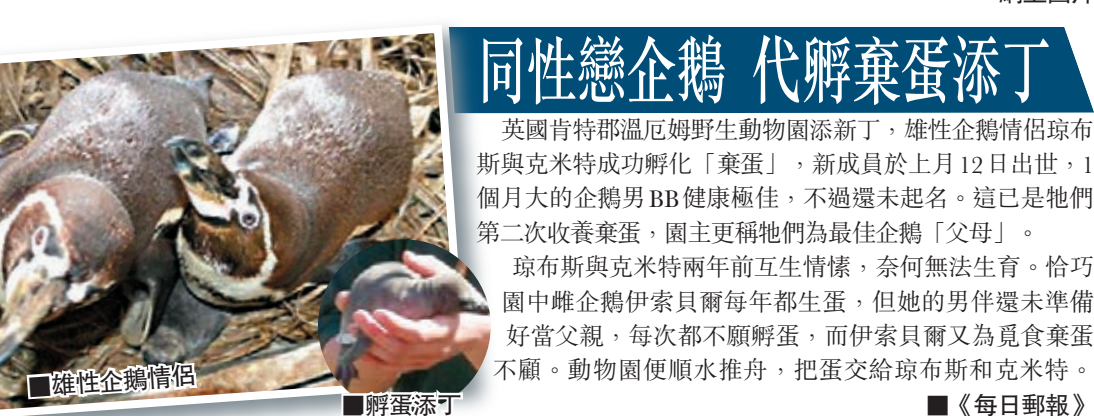 同性戀企鵝 代孵棄蛋添丁
英國肯特郡溫厄姆野生動物園添新丁，雄性企鵝情侶琼布
斯與克米特成功孵化「棄蛋」，新成員於上月12日出世，1
個月大的企鵝男BB健康極佳，不過還未起名。這已是牠們
第二次收養棄蛋，園主更稱牠們為最佳企鵝「父母」。
琼布斯與克米特兩年前互生情愫，奈何無法生育。恰巧
園中雌企鵝伊索貝爾每年都生蛋，但她的男伴還未準備
好當父親，每次都不願孵蛋，而伊索貝爾又為覓食棄蛋
不顧。動物園便順水推舟，把蛋交給琼布斯和克米特。
■《每日郵報》
■雄性企鵝情侶
■孵蛋添丁